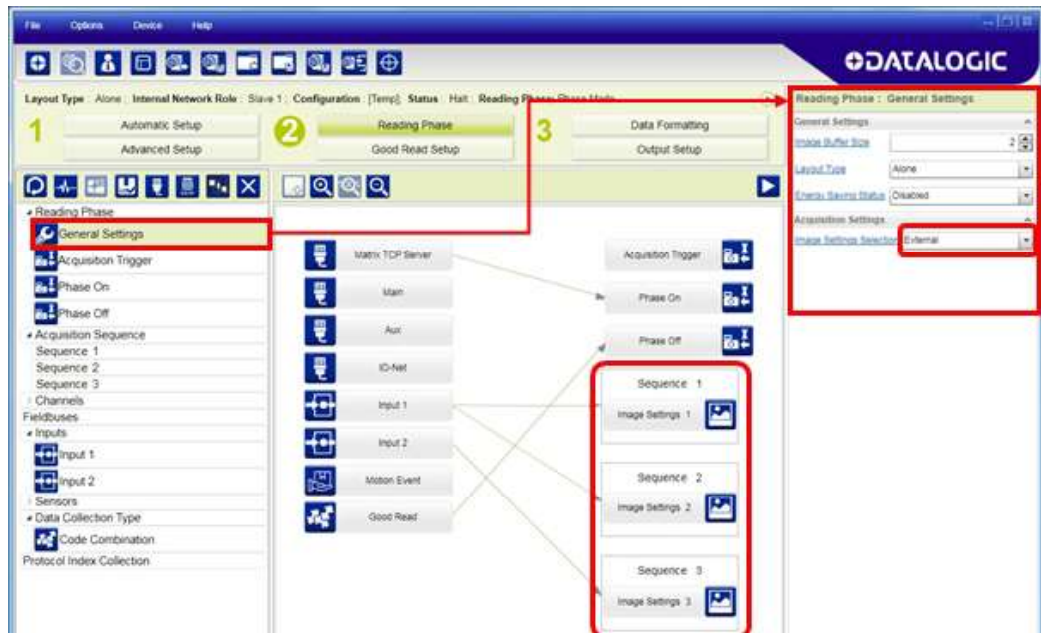 File Options Device Help
DATALOGIC
Layout Type : Alone Internal Network Role : Slave 1 Configuration : [Temp] Status : Halt Reading Phase: Phase Mode
1
Automatic Setup
Advanced Setup
2
Reading Phase
Good Read Setup
3
Data Formatting
Output Setup
Reading Phase
General Settings
Acquisition Trigger
Phase On
Phase Off
Acquisition Sequence
Sequence 1
Sequence 2
Sequence 3
Channels
Fieldbuses
Inputs
Input 1
Input 2
Sensors
Data Collection Type
Code Combination
Protocol Index Collection
Matrix TCP Server
Main
Aux
ID-Net
Input 1
Input 2
Motion Event
Good Read
Acquisition Trigger
Phase On
Phase Off
Sequence 1
Image Settings 1
Sequence 2
Image Settings 2
Sequence 3
Image Settings 3
Reading Phase : General Settings
General Settings
Image Buffer Size 2
Layout Type Alone
Energy Saving Status Disabled
Acquisition Settings
Image Settings Selection External